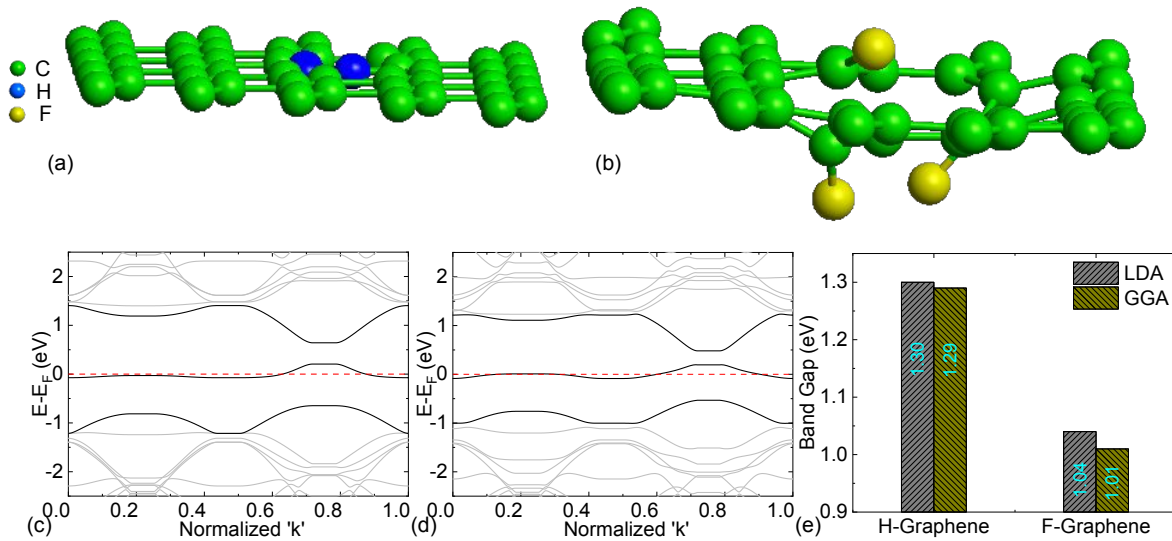 C
H
F
(a)
(b)
E-E_F (eV)
2
1
0
-1
-2
0.0 0.2 0.4 0.6 0.8 1.0
Normalized 'k'
(c)
E-E_F (eV)
2
1
0
-1
-2
0.0 0.2 0.4 0.6 0.8 1.0
Normalized 'k'
(d)
Band Gap (eV)
1.3
1.2
1.1
1.0
0.9
LDA
GGA
1.30
1.29
1.04
1.01
H-Graphene F-Graphene
(e)